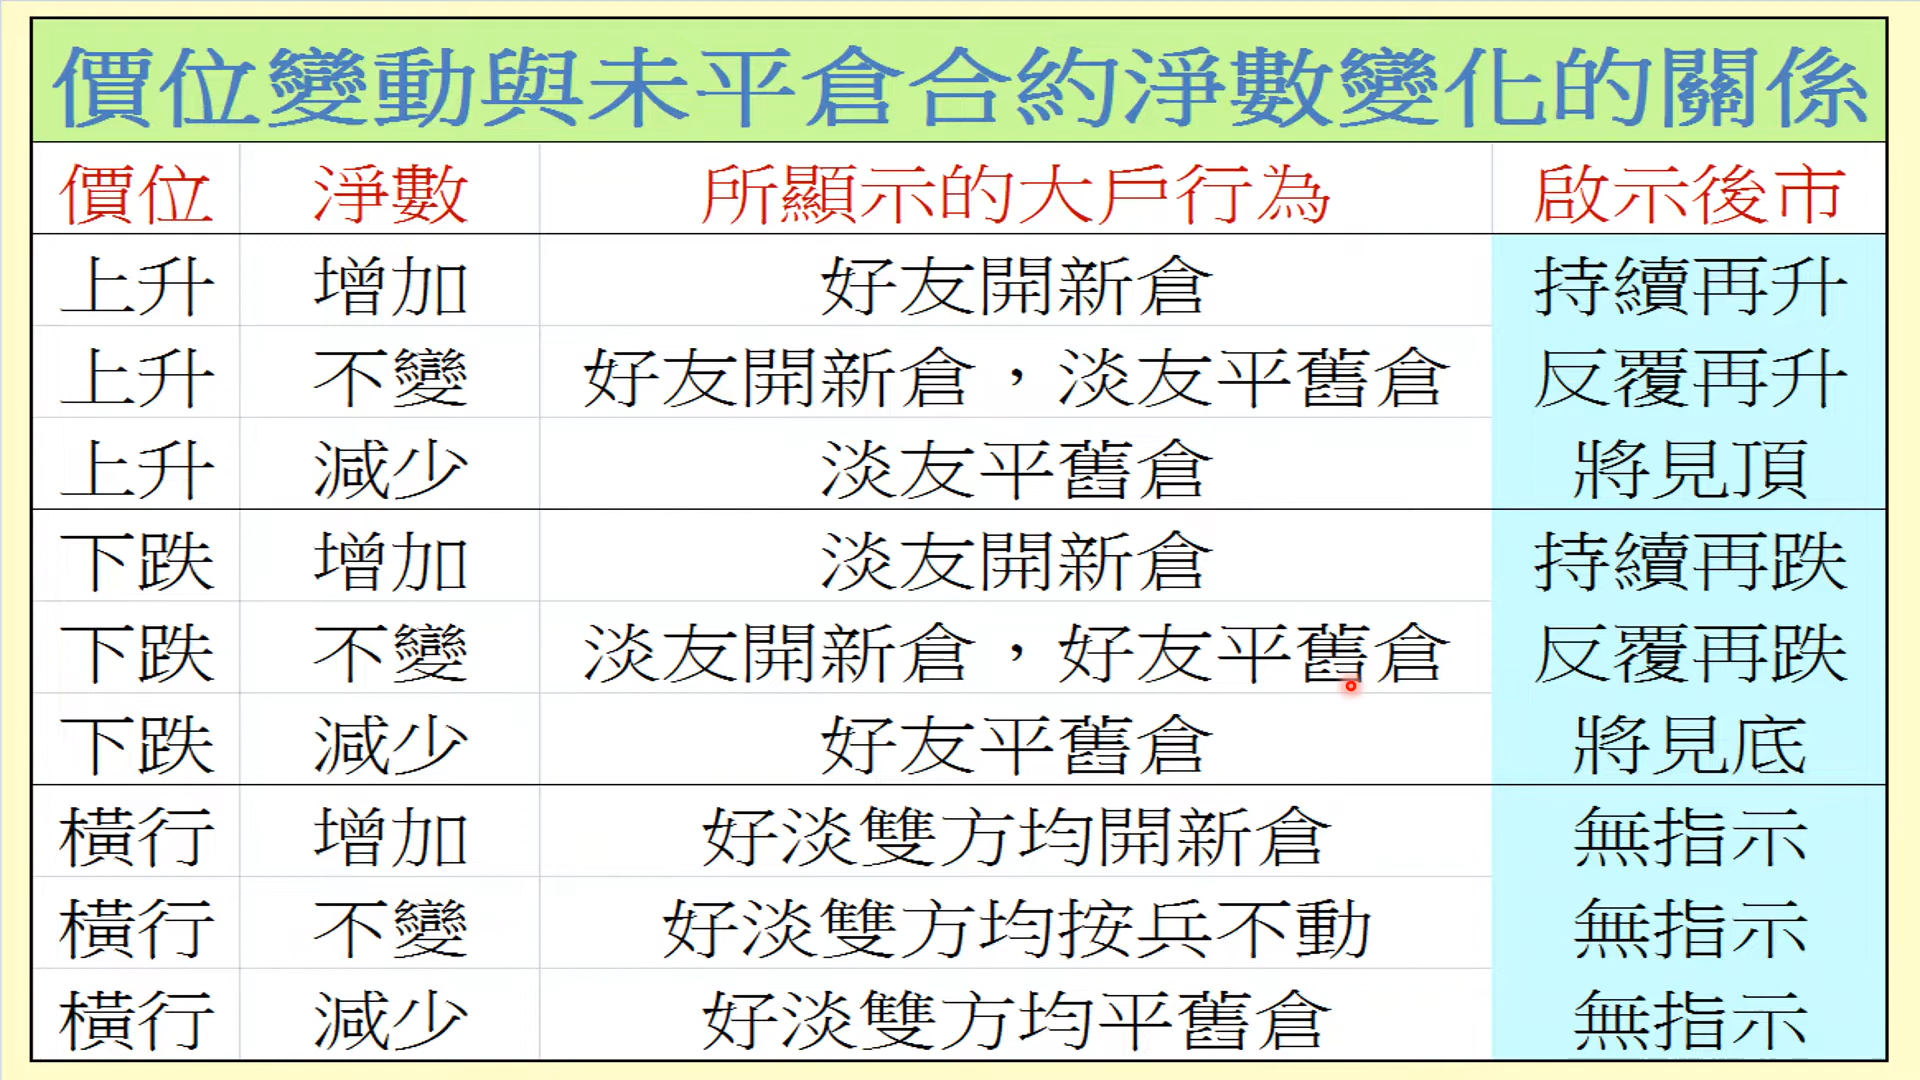 價位變動與未平倉合約淨數變化的關係
價位 淨數 所顯示的大戶行為 啟示後市
上升 增加 好友開新倉 持續再升
上升 不變 好友開新倉，淡友平舊倉 反覆再升
上升 減少 淡友平舊倉 將見頂
下跌 增加 淡友開新倉 持續再跌
下跌 不變 淡友開新倉，好友平舊倉 反覆再跌
下跌 減少 好友平舊倉 將見底
橫行 增加 好淡雙方均開新倉 無指示
橫行 不變 好淡雙方均按兵不動 無指示
橫行 減少 好淡雙方均平舊倉 無指示